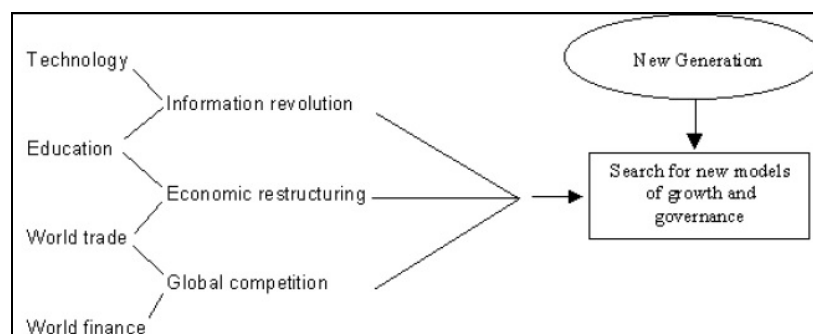 Technology
New Generation
Information revolution
Education
Search for new models
of growth and
governance
Economic restructuring
World trade
Global competition
World finance